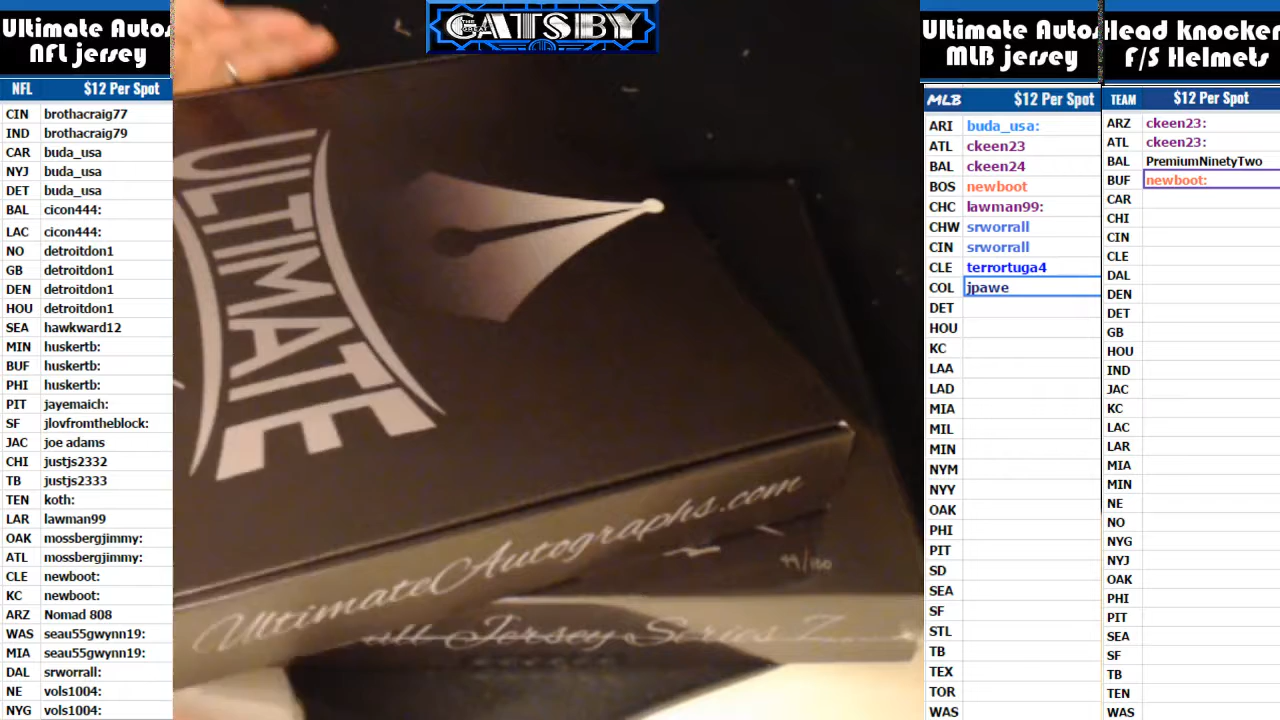 Ultimate Autos
NFL jersey
NFL $12 Per Spot
CIN brothacraig77
IND brothacraig79
CAR buda_usa
NYJ buda_usa
DET buda_usa
BAL cicon444:
LAC cicon444:
NO detroitdon1
GB detroitdon1
DEN detroitdon1
HOU detroitdon1
SEA hawkward12
MIN huskertb:
BUF huskertb:
PHI huskertb:
PIT jayemaich:
SF jlovfromtheblock:
JAC joe adams
CHI justjs2332
TB justjs2333
TEN koth:
LAR lawman99
OAK mossbergjimmy:
ATL mossbergjimmy:
CLE newboot:
KC newboot:
ARZ Nomad 808
WAS seau55gwynn19:
MIA seau55gwynn19:
DAL srworrall:
NE vols1004:
NYG vols1004:
THE GREAT GATSBY
ULTIMATE
UltimateAutographs.com
all Jersey Series 7
Ultimate Autos
MLB jersey
MLB $12 Per Spot
ARI buda_usa:
ATL ckeen23
BAL ckeen24
BOS newboot
CHC lawman99:
CHW srworrall
CIN srworrall
CLE terrortuga4
COL jpawe
DET
HOU
KC
LAA
LAD
MIA
MIL
MIN
NYM
NYY
OAK
PHI
PIT
SD
SEA
SF
STL
TB
TEX
TOR
WAS
Head knocker
F/S Helmets
TEAM $12 Per Spot
ARZ ckeen23:
ATL ckeen23:
BAL PremiumNinetyTwo
BUF newboot:
CAR
CHI
CIN
CLE
DAL
DEN
DET
GB
HOU
IND
JAC
KC
LAC
LAR
MIA
MIN
NE
NO
NYG
NYJ
OAK
PHI
PIT
SEA
SF
TB
TEN
WAS